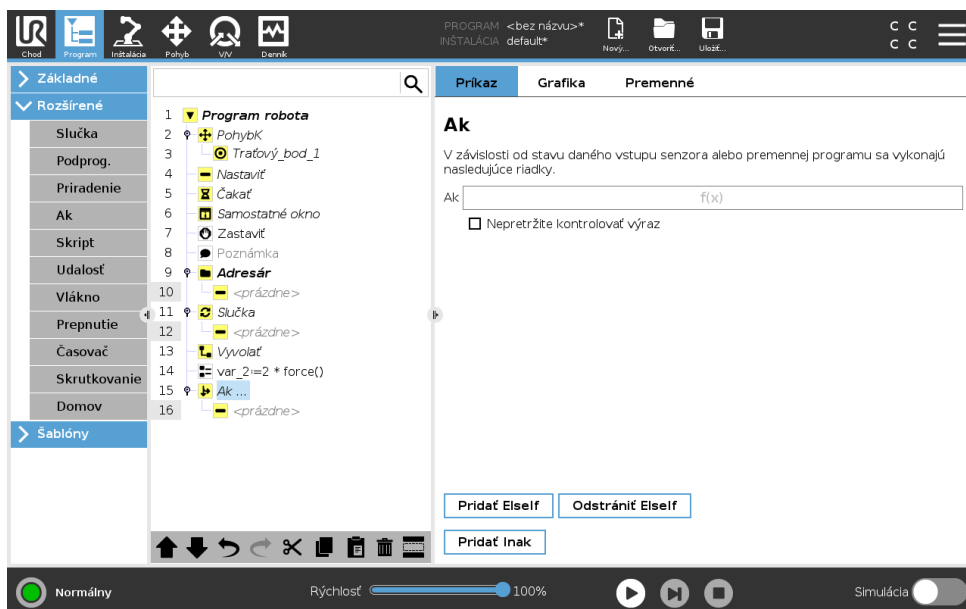 PROGRAM <bez názvu>*
INŠTALÁCIA default*
Chod Program Inštalácia Pohyb V/V Denník Nový... Otvoriť... Uložiť...
C C
C C
Základné
Rozšírené
Slučka
Podprog.
Priradenie
Ak
Skript
Udalosť
Vlákno
Prepnutie
Časovač
Skrutkovanie
Domov
Šablóny
1 Program robota
2 PohybK
3 Traťový_bod_1
4 Nastaviť
5 Čakať
6 Samostatné okno
7 Zastaviť
8 Poznámka
9 Adresár
10 <prázdne>
11 Slučka
12 <prázdne>
13 Vyvolať
14 var_2:=2 * force()
15 Ak ...
16 <prázdne>
Príkaz Grafika Premenné
Ak
V závislosti od stavu daného vstupu senzora alebo premennej programu sa vykonajú
nasledujúce riadky.
Ak f(x)
Nepretržite kontrolovať výraz
Pridať ElseIf Odstrániť ElseIf
Pridať Inak
Normálny Rýchlosť 100% Simulácia